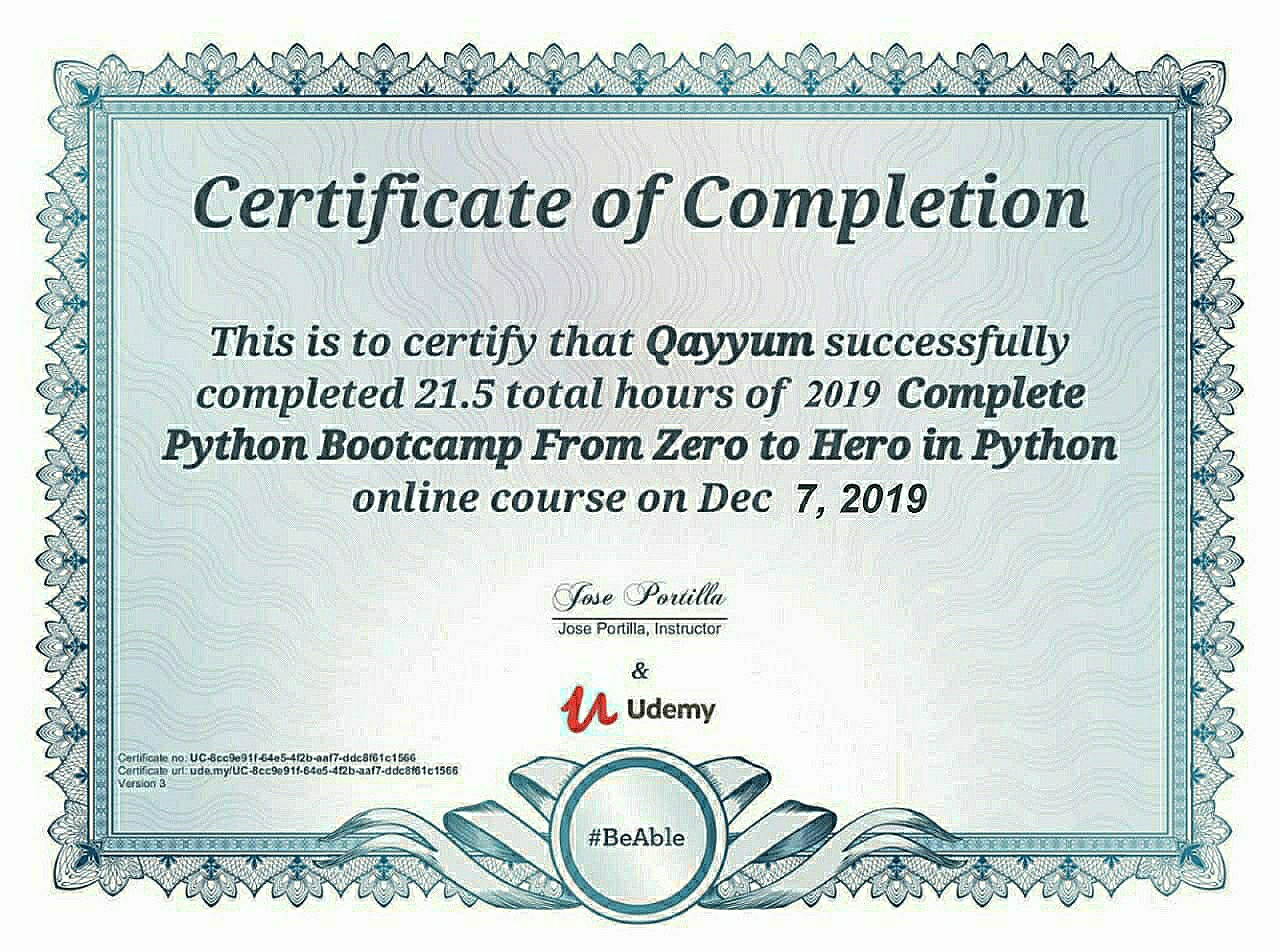 Certificate of Completion
This is to certify that Qayyum successfully
completed 21.5 total hours of 2019 Complete
Python Bootcamp From Zero to Hero in Python
online course on Dec 7, 2019
Jose Portilla
Jose Portilla, Instructor
&
Udemy
Certificate no: UC-8cc9e91f-64e5-4f2b-aaf7-ddc8f61c1566
Certificate url: ude.my/UC-8cc9e91f-64e5-4f2b-aaf7-ddc8f61c1566
Version 3
#BeAble